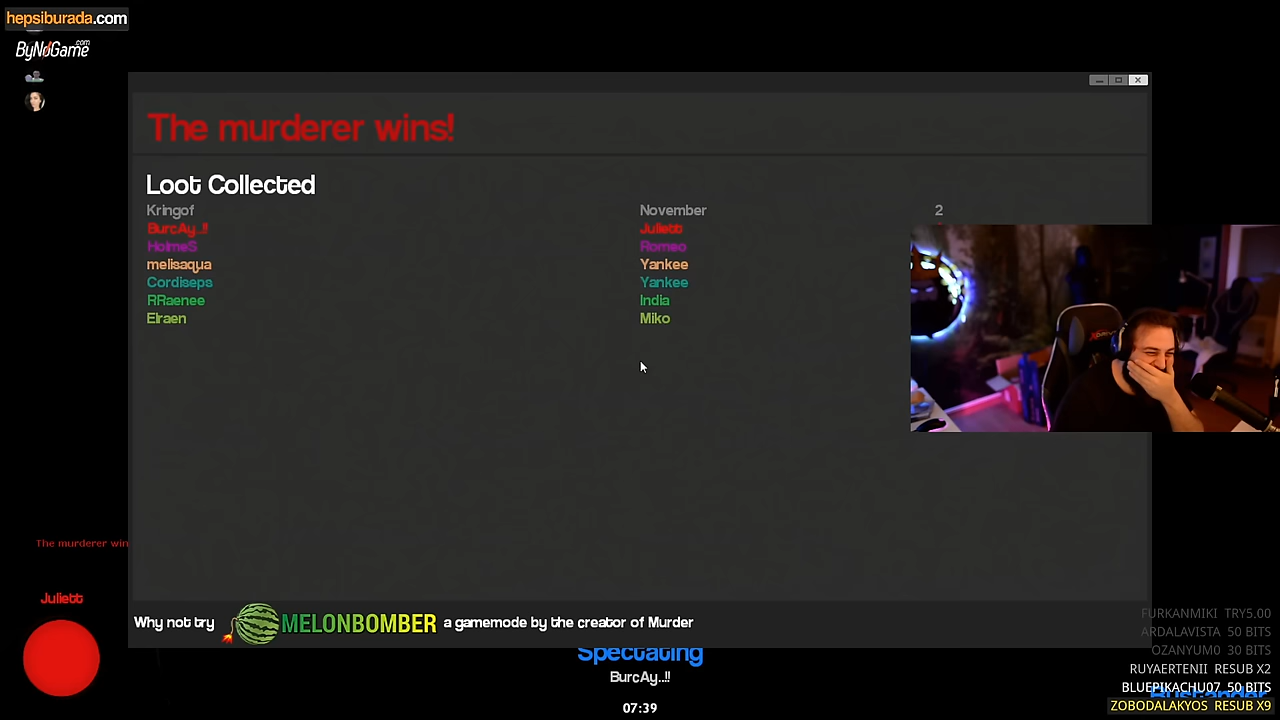 hepsiburada.com
ByNoGame.com
The murderer wins!
Loot Collected
Kringof November 2
BurcAy..!! Juliett
HolmeS Romeo
melisaqua Yankee
Cordiseps Yankee
RRaenee India
Elraen Miko
The murderer win
Juliett
Why not try MELONBOMBER a gamemode by the creator of Murder
Spectating
BurcAy..!!
07:39
FURKANMIKI TRY5.00
ARDALAVISTA 50 BITS
OZANYUM0 30 BITS
RUYAERTENII RESUB X2
BLUEPIKACHU07 50 BITS
Bystander
ZOBODALAKYOS RESUB X9